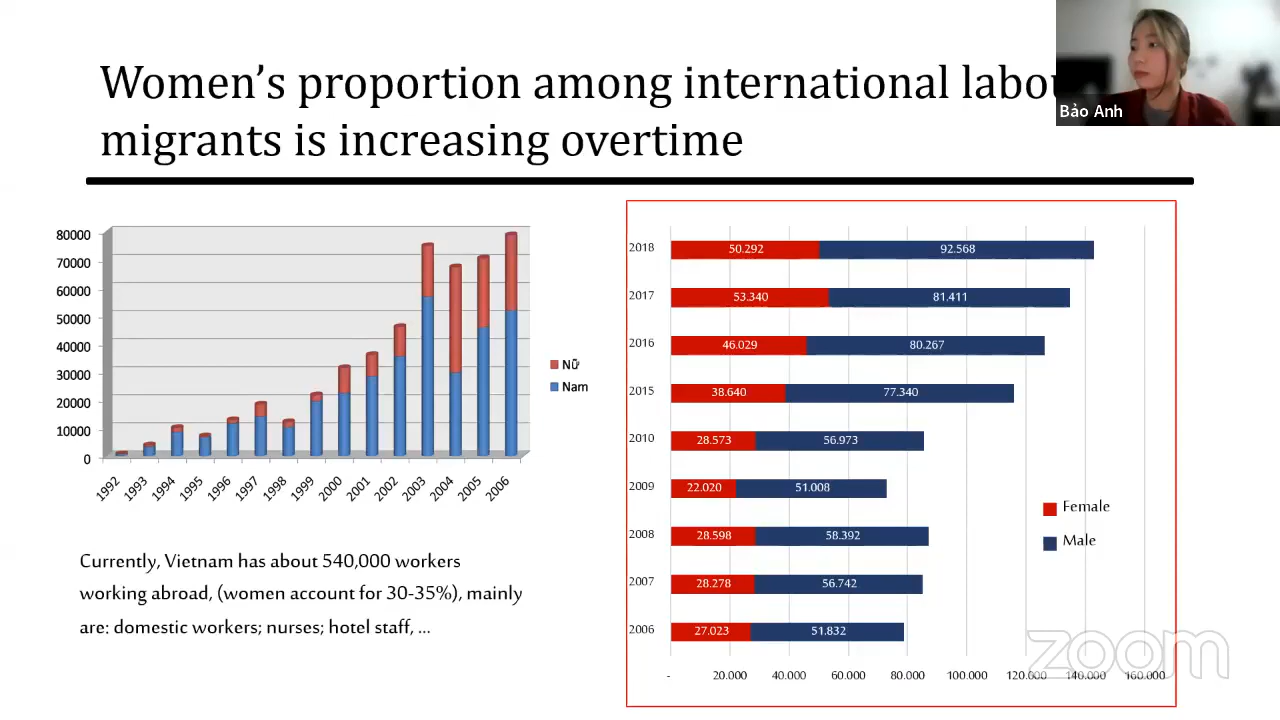 Women’s proportion among international labou
migrants is increasing overtime
Bảo Anh
80000
70000
60000
50000
40000
30000
20000
10000
0
1992 1993 1994 1995 1996 1997 1998 1999 2000 2001 2002 2003 2004 2005 2006
Nữ
Nam
Currently, Vietnam has about 540,000 workers
working abroad, (women account for 30-35%), mainly
are: domestic workers; nurses; hotel staff, ...
2018 50.292 92.568
2017 53.340 81.411
2016 46.029 80.267
2015 38.640 77.340
2010 28.573 56.973
2009 22.020 51.008
2008 28.598 58.392
2007 28.278 56.742
2006 27.023 51.832
Female
Male
- 20.000 40.000 60.000 80.000 100.000 120.000 140.000 160.000
zoom